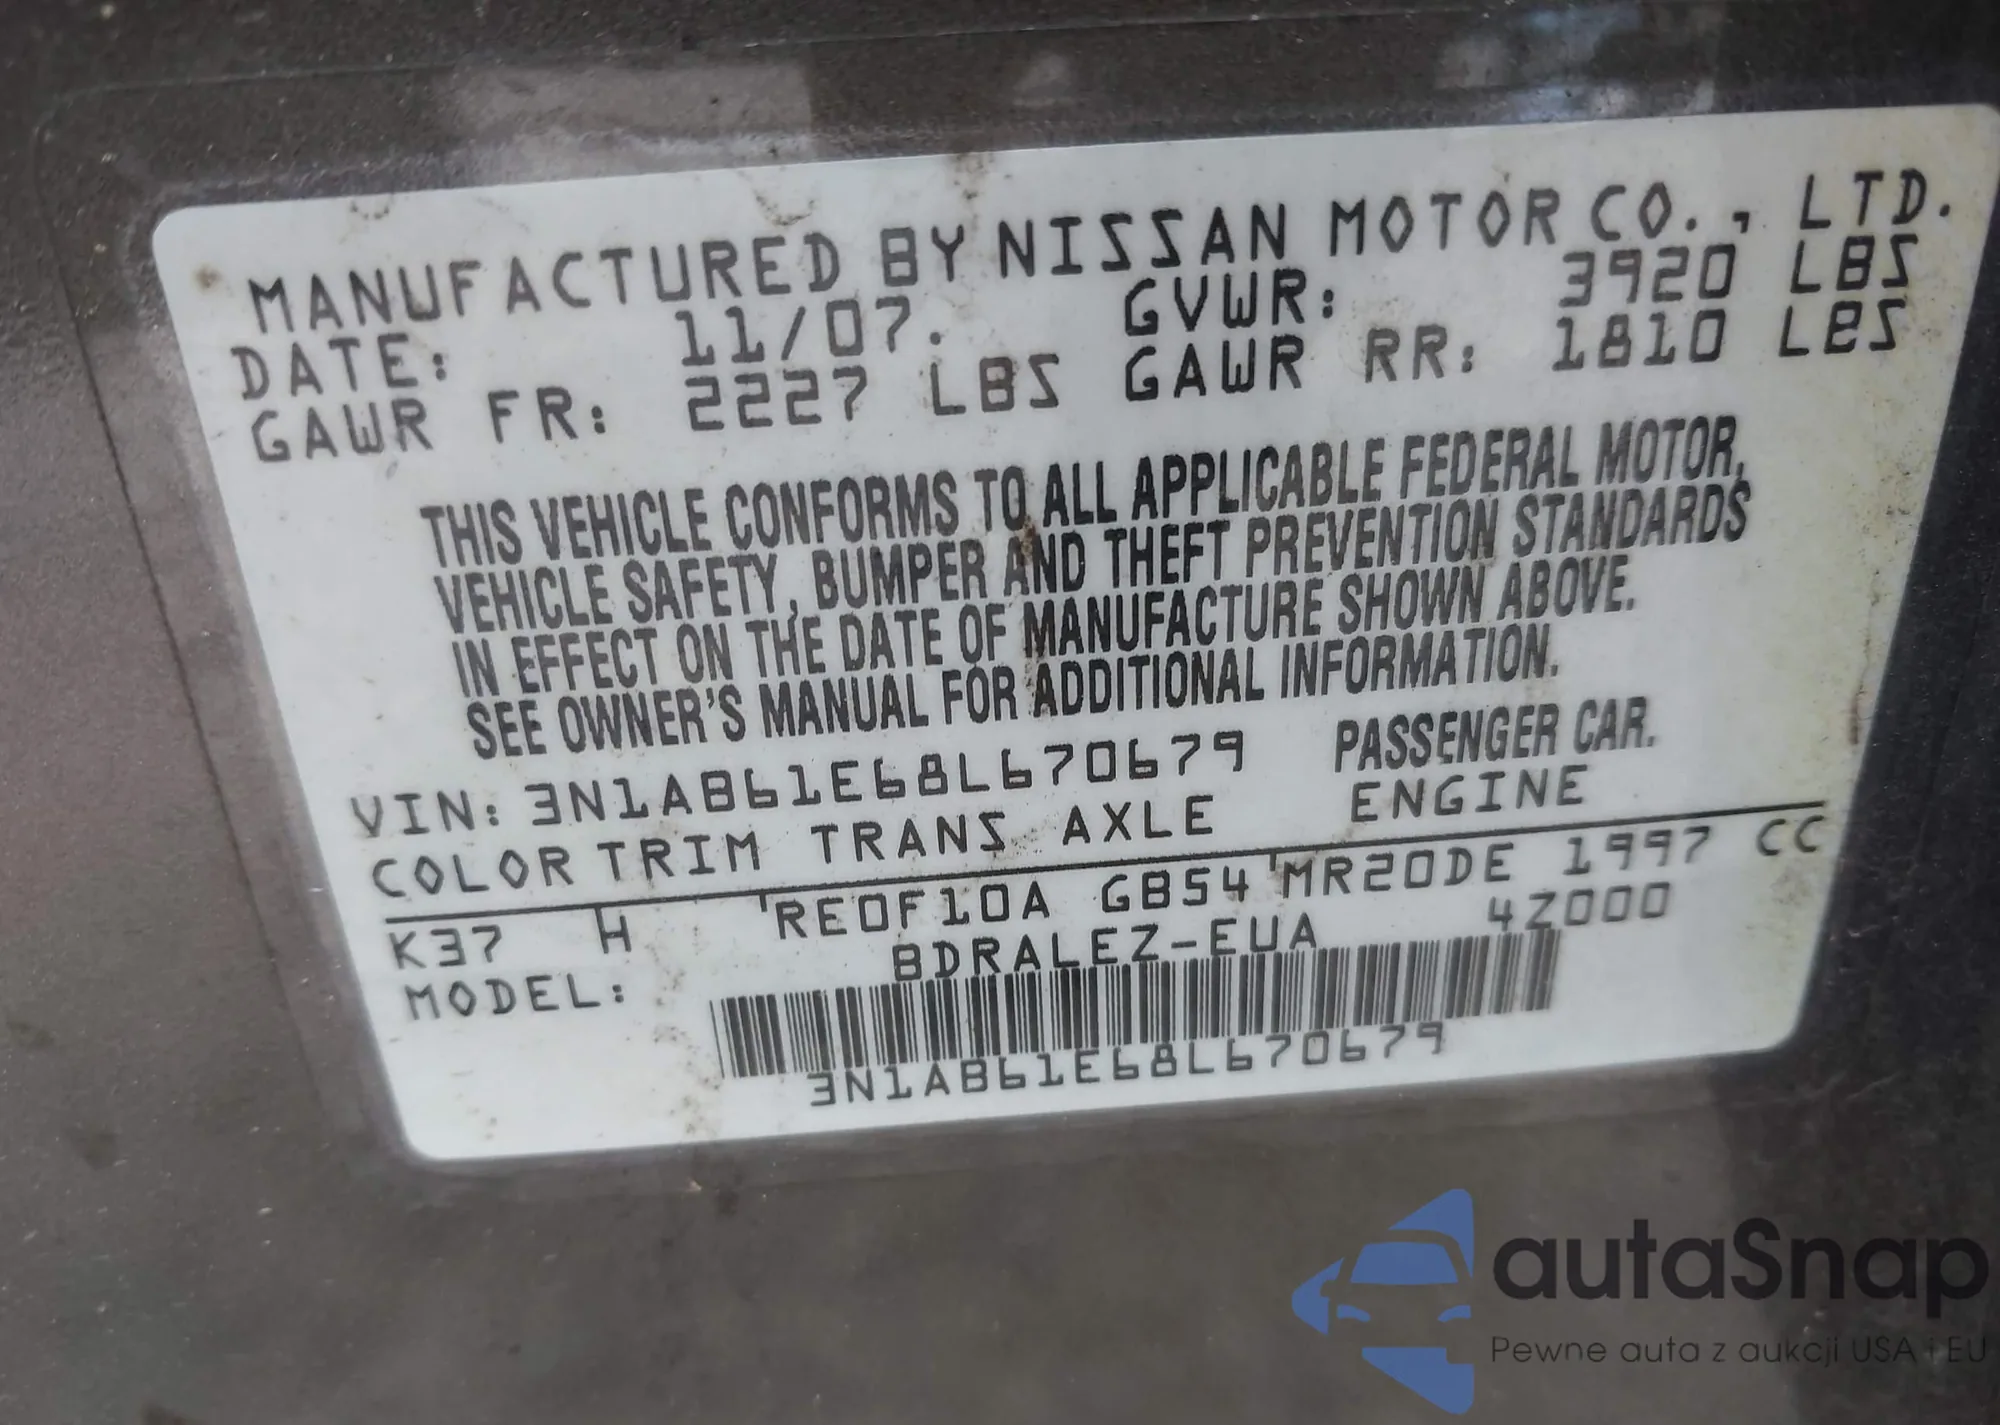 MANUFACTURED BY NISSAN MOTOR CO., LTD.
DATE: 11/07. GVWR: 3920 LBS
GAWR FR: 2227 LBS GAWR RR: 1810 LBS
THIS VEHICLE CONFORMS TO ALL APPLICABLE FEDERAL MOTOR,
VEHICLE SAFETY, BUMPER AND THEFT PREVENTION STANDARDS
IN EFFECT ON THE DATE OF MANUFACTURE SHOWN ABOVE.
SEE OWNER'S MANUAL FOR ADDITIONAL INFORMATION.
VIN: 3N1AB61E68L670679 PASSENGER CAR.
COLOR TRIM TRANS AXLE ENGINE
K37 H RE0F10A GB54 MR20DE 1997 CC
MODEL: BDRALEZ-EUA 4Z000
3N1AB61E68L670679
autaSnap
Pewne auta z aukcji USA i EU